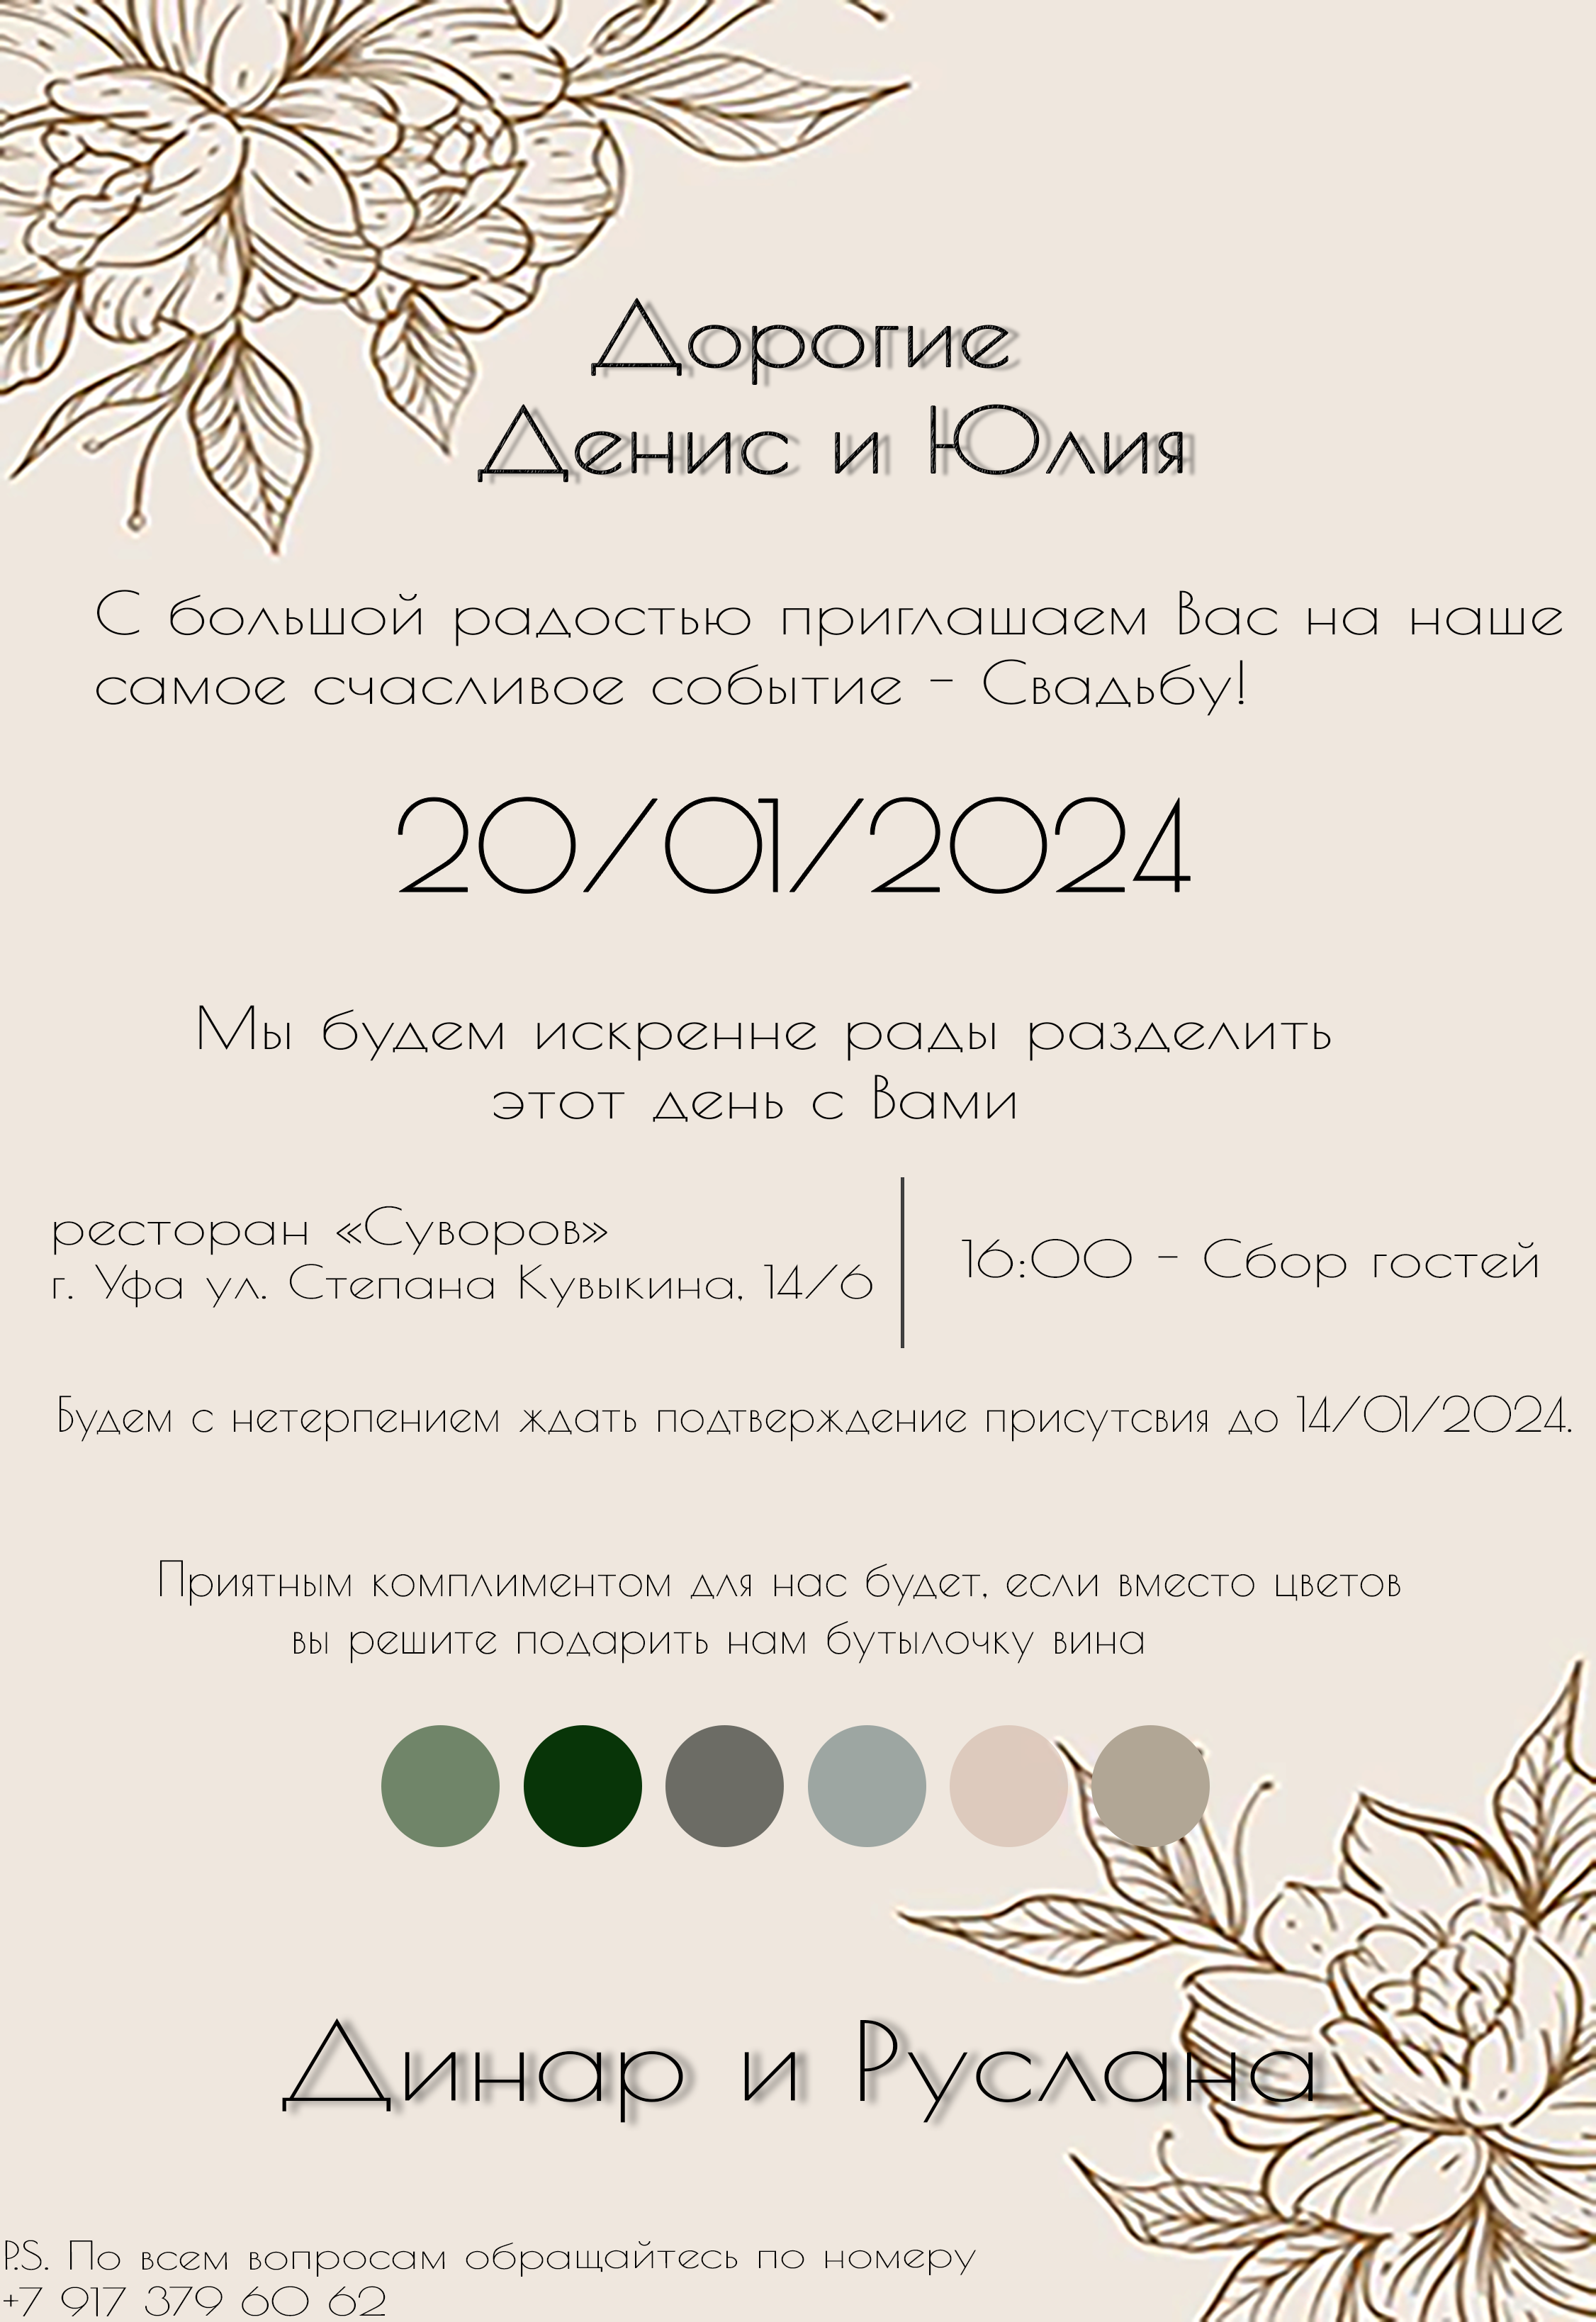 Дорогие
Денис и Юлия
С большой радостью приглашаем Вас на наше
самое счасливое событие - Свадьбу!
20/01/2024
Мы будем искренне рады разделить
этот день с Вами
ресторан «Суворов»
г. Уфа ул. Степана Кувыкина, 14/6
16:00 - Сбор гостей
Будем с нетерпением ждать подтверждение присутсвия до 14/01/2024.
Приятным комплиментом для нас будет, если вместо цветов
вы решите подарить нам бутылочку вина
Динар и Руслана
P.S. По всем вопросам обращайтесь по номеру
+7 917 379 60 62